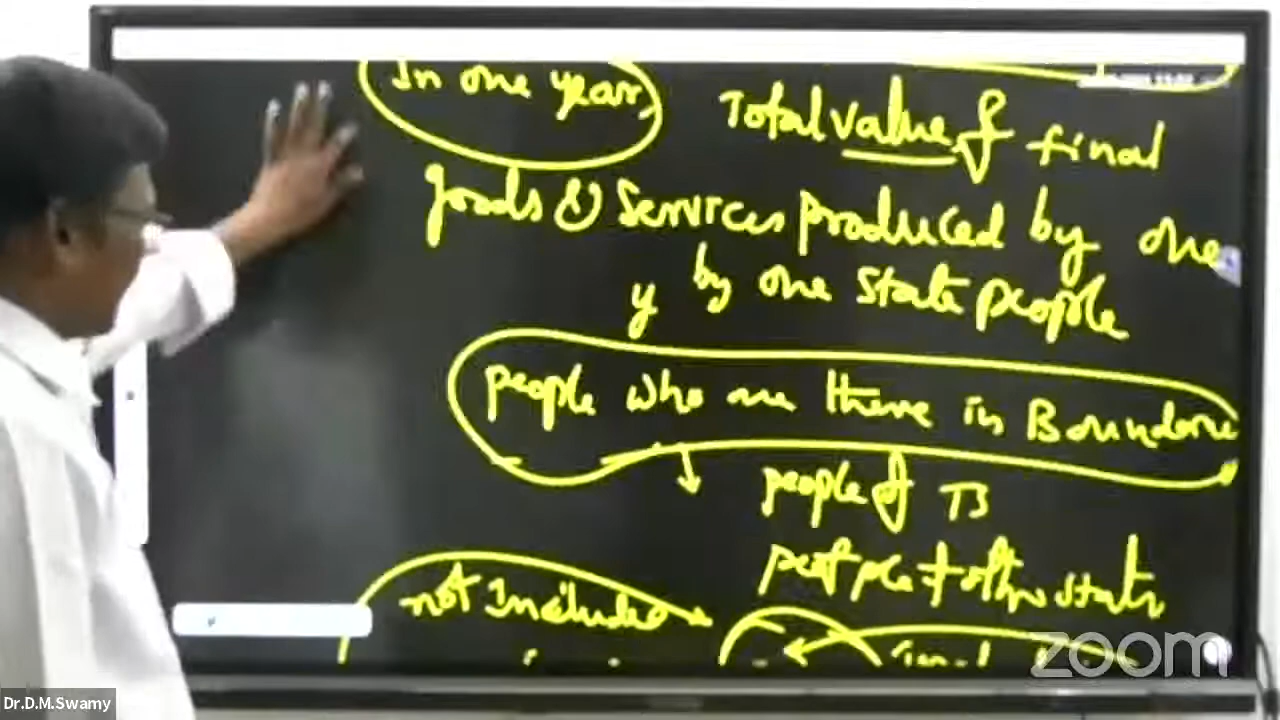 In one year,
Total value of final
goods & Services produced by one
by one State people
y
people who are there in Boundarie
people of TS
people of other state
not Included
zoom
Dr.D.M.Swamy